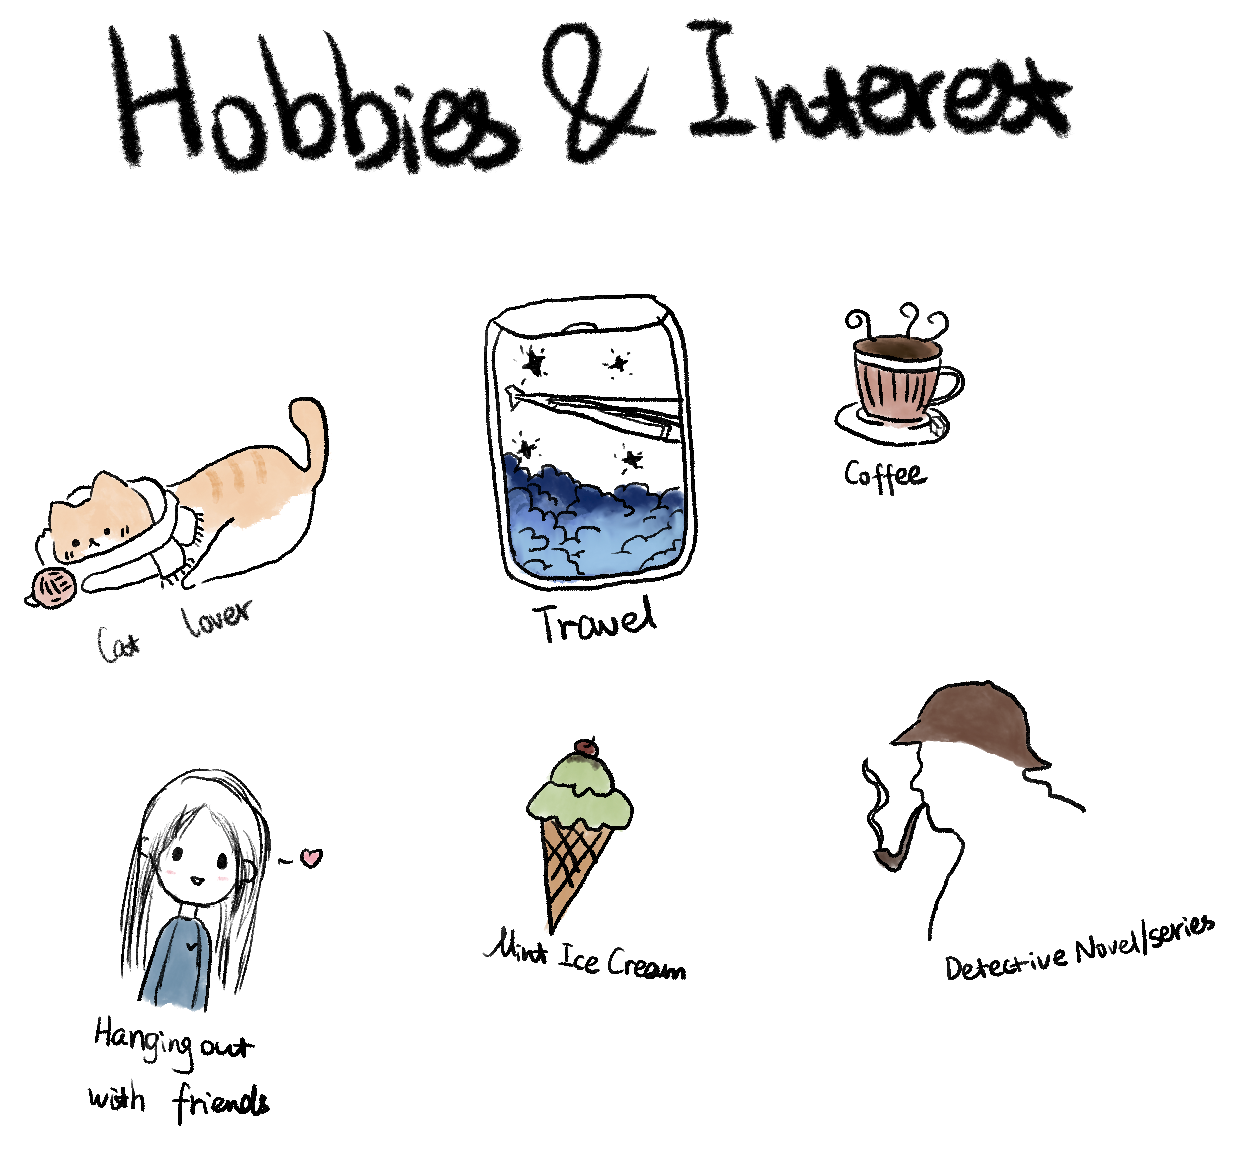 Hobbies & Interest
Cat Lover
Travel
Coffee
Hanging out
with friends
Mint Ice Cream
Detective Novel/series